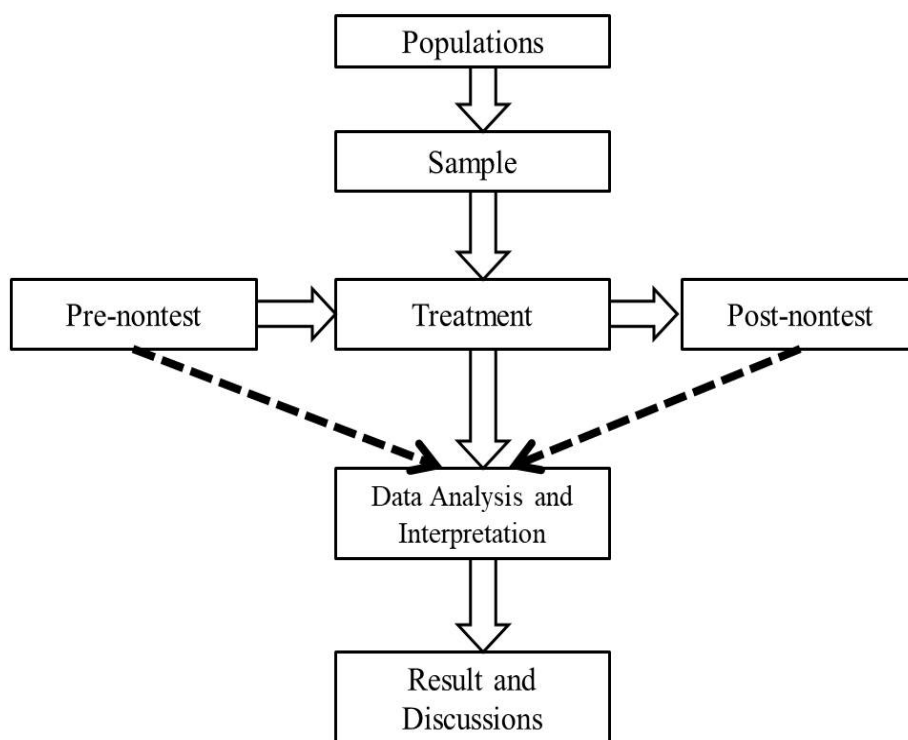 Populations
Sample
Pre-nontest
Treatment
Post-nontest
Data Analysis and
Interpretation
Result and
Discussions